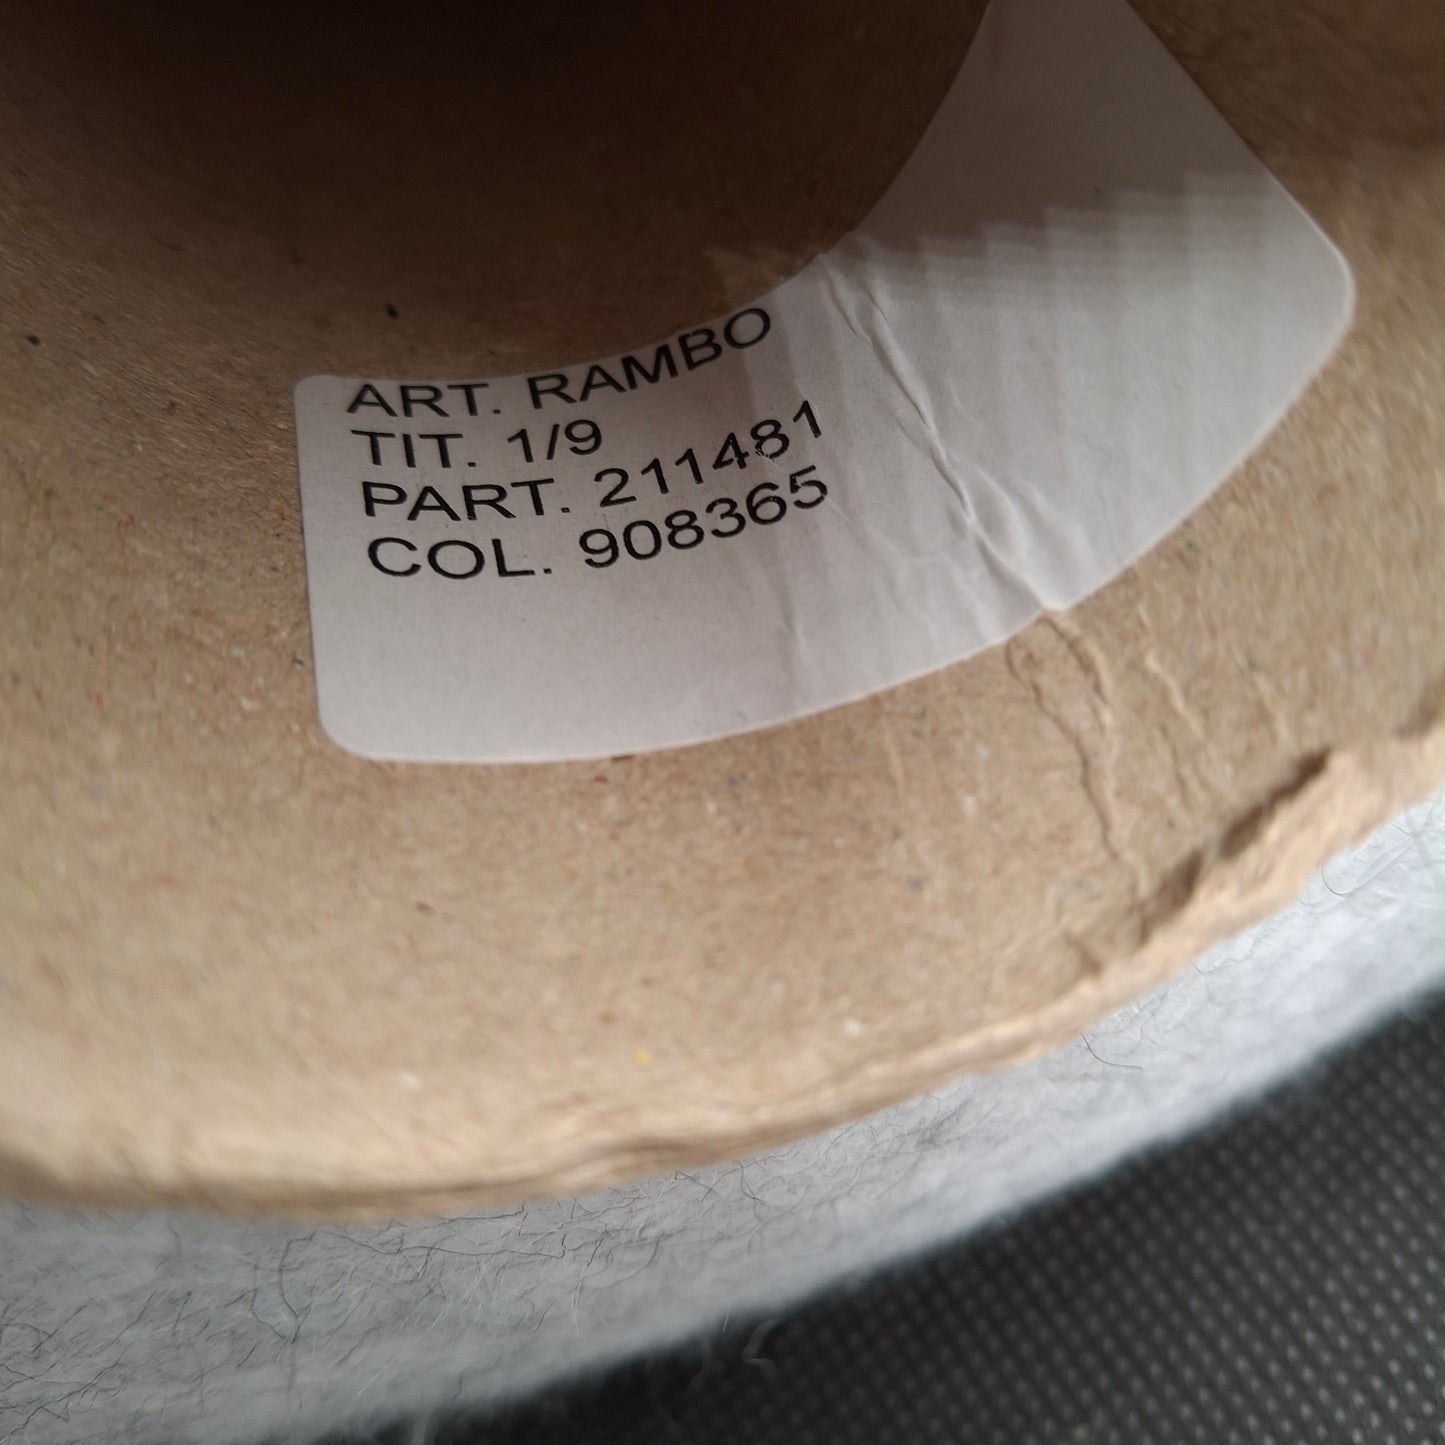 ART. RAMBO
TIT. 1/9
PART. 211481
COL. 908365